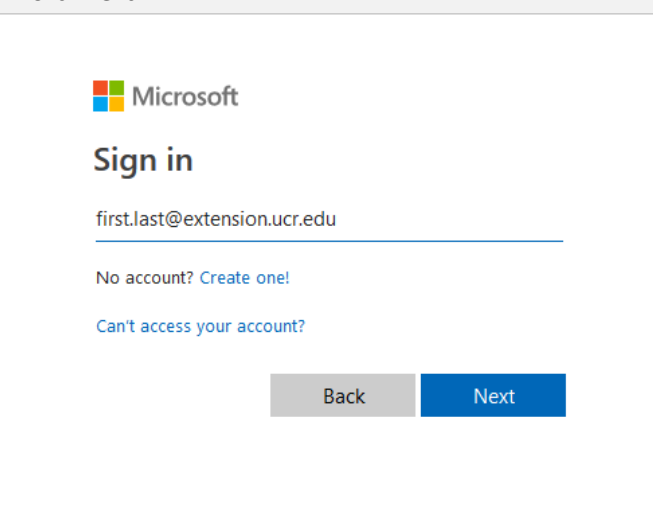 Microsoft
Sign in
first.last@extension.ucr.edu
No account? Create one!
Can't access your account?
Back Next